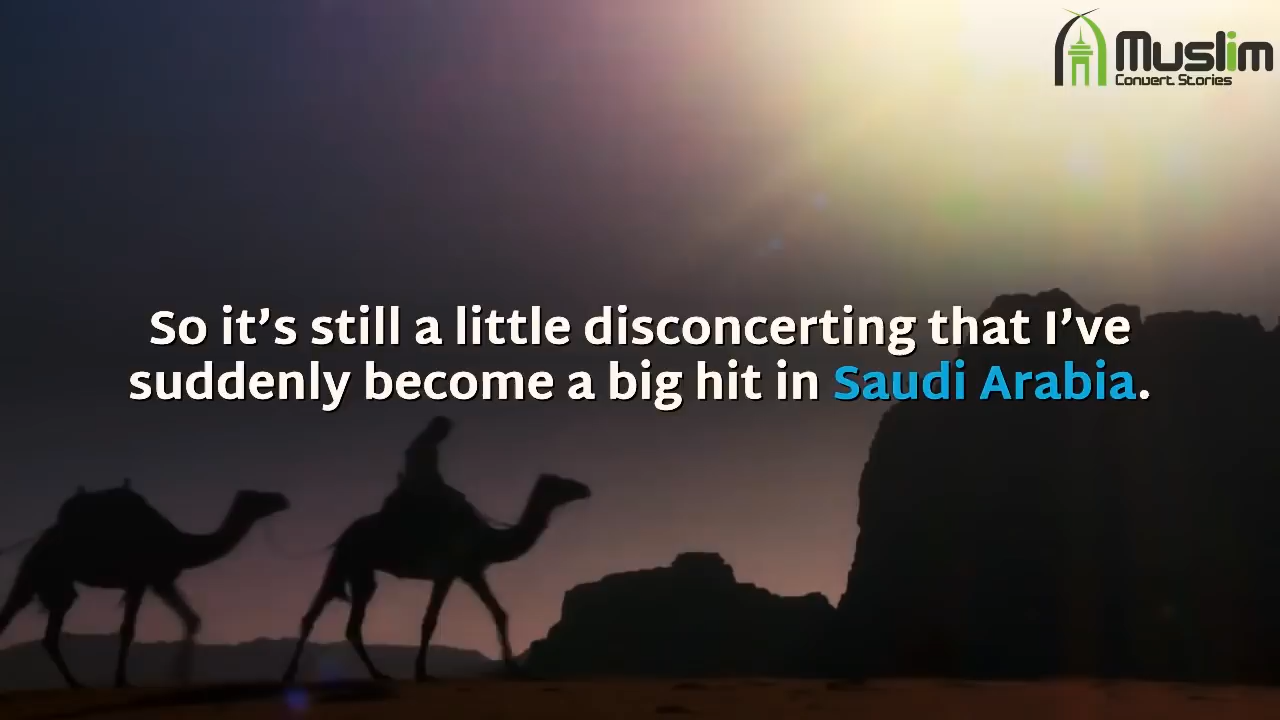 Muslim
Convert Stories
So it's still a little disconcerting that I've
suddenly become a big hit in Saudi Arabia.